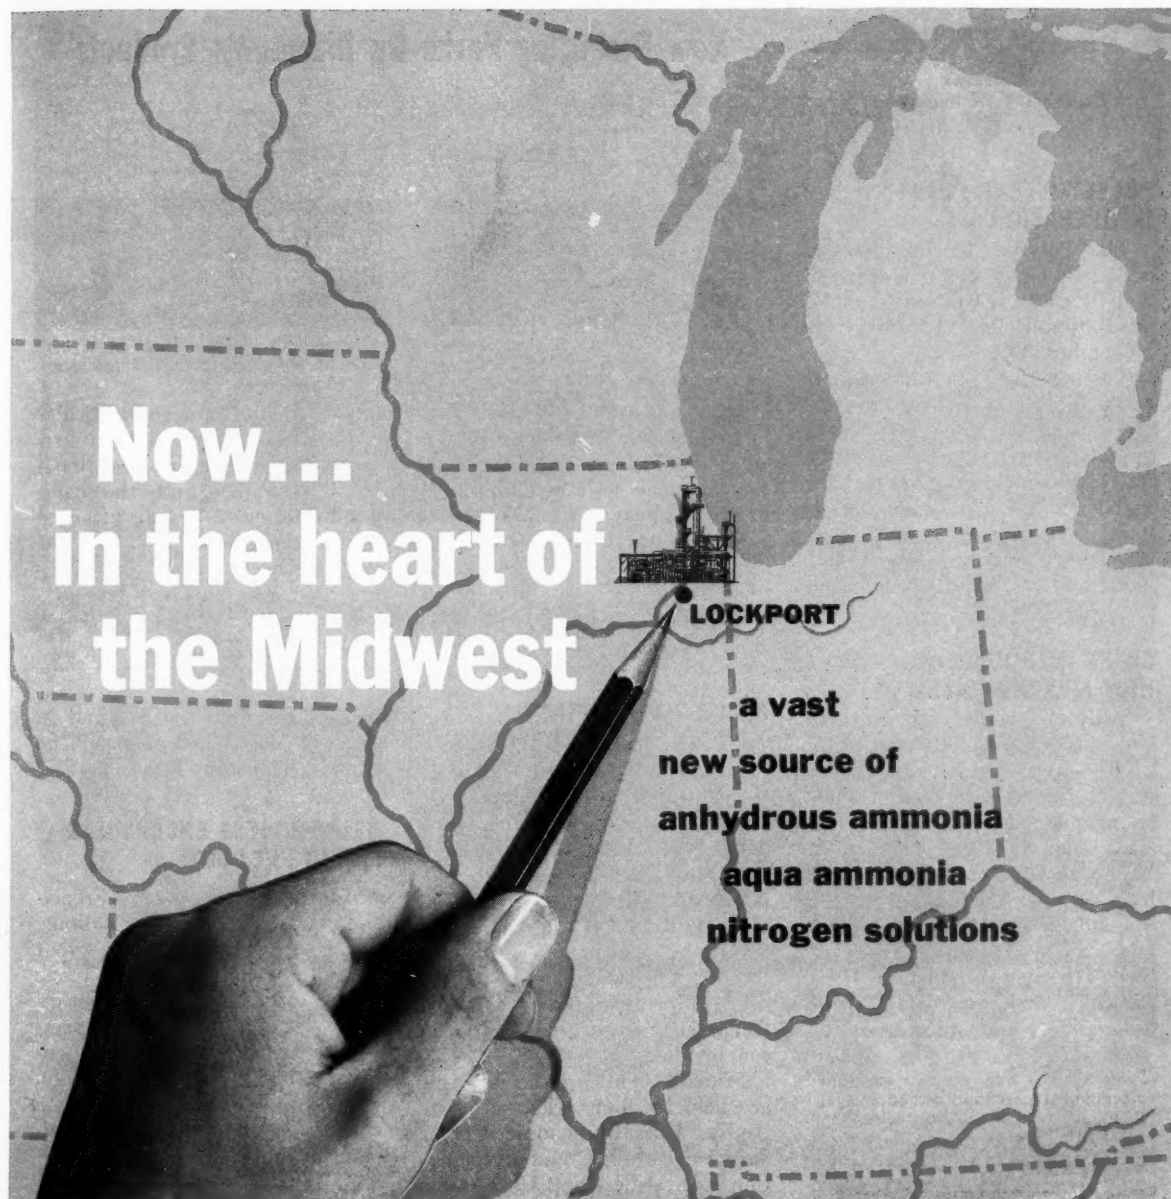 Now...
in the heart of
the Midwest
LOCKPORT
a vast
new source of
anhydrous ammonia
aqua ammonia
nitrogen solutions